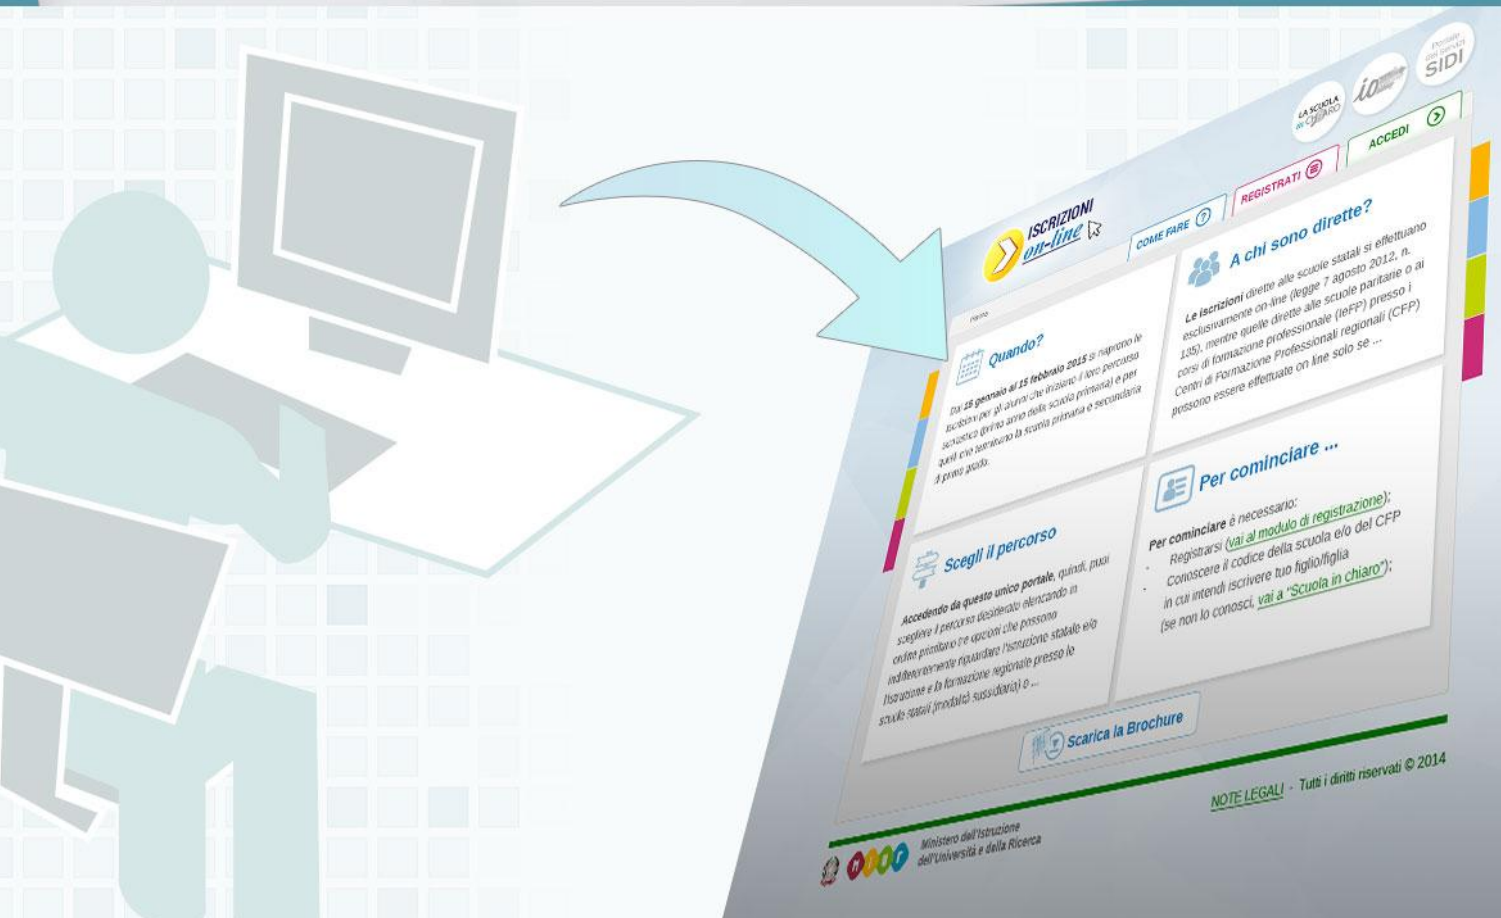 Portale
dei servizi
SIDI
io
LA SCUOLA
IN CHIARO
ISCRIZIONI
on-line
COME FARE
REGISTRATI
ACCEDI
Home
Quando?
Dal 15 gennaio al 15 febbraio 2015 si riaprono le
iscrizioni per gli alunni che iniziano il loro percorso
scolastico (primo anno della scuola primaria) e per
quelli che terminano la scuola primaria e secondaria
di primo grado.
A chi sono dirette?
Le iscrizioni dirette alle scuole statali si effettuano
esclusivamente on-line (legge 7 agosto 2012, n.
135), mentre quelle dirette alle scuole paritarie o ai
corsi di formazione professionale (IeFP) presso i
Centri di Formazione Professionali regionali (CFP)
possono essere effettuate on line solo se ...
Scegli il percorso
Accedendo da questo unico portale, quindi, puoi
scegliere il percorso desiderato elencando in
ordine prioritario tre opzioni che possono
indifferentemente riguardare l'istruzione statale e/o
l'istruzione e la formazione regionale presso le
scuole statali (modalità sussidiaria) o ...
Per cominciare ...
Per cominciare è necessario:
- Registrarsi (vai al modulo di registrazione);
- Conoscere il codice della scuola e/o del CFP
in cui intendi iscrivere tuo figlio/figlia
(se non lo conosci, vai a "Scuola in chiaro");
Scarica la Brochure
NOTE LEGALI - Tutti i diritti riservati © 2014
MIUR
Ministero dell'Istruzione
dell'Università e della Ricerca